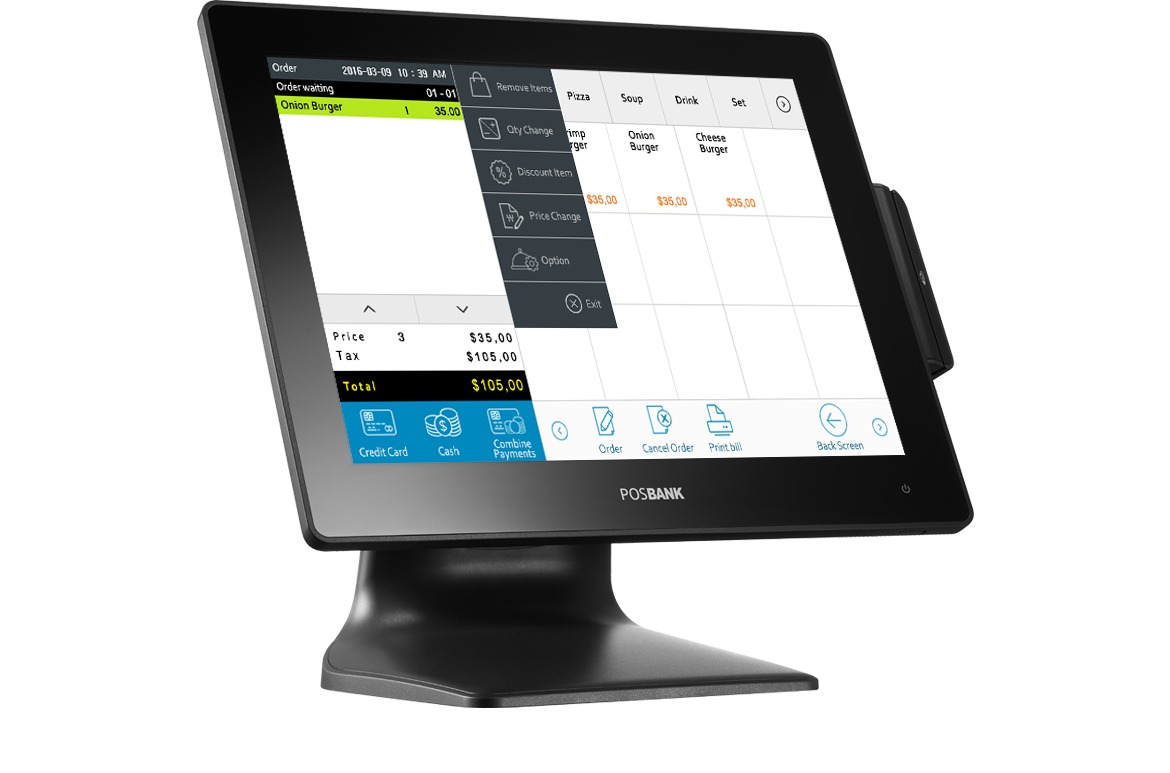 Order 2016-03-09 10 : 39 AM
Order waiting 01-01
Onion Burger 1 35.00
Remove Items
Qty Change
Discount Item
Price Change
Option
Exit
Pizza Soup Drink Set
Onion
Burger
Cheese
Burger
$35,00 $35,00 $35,00
Price 3 $35,00
Tax $105,00
Total $105,00
Credit Card
Cash
Combine
Payments
Order
Cancel Order
Print bill
Back Screen
POSBANK